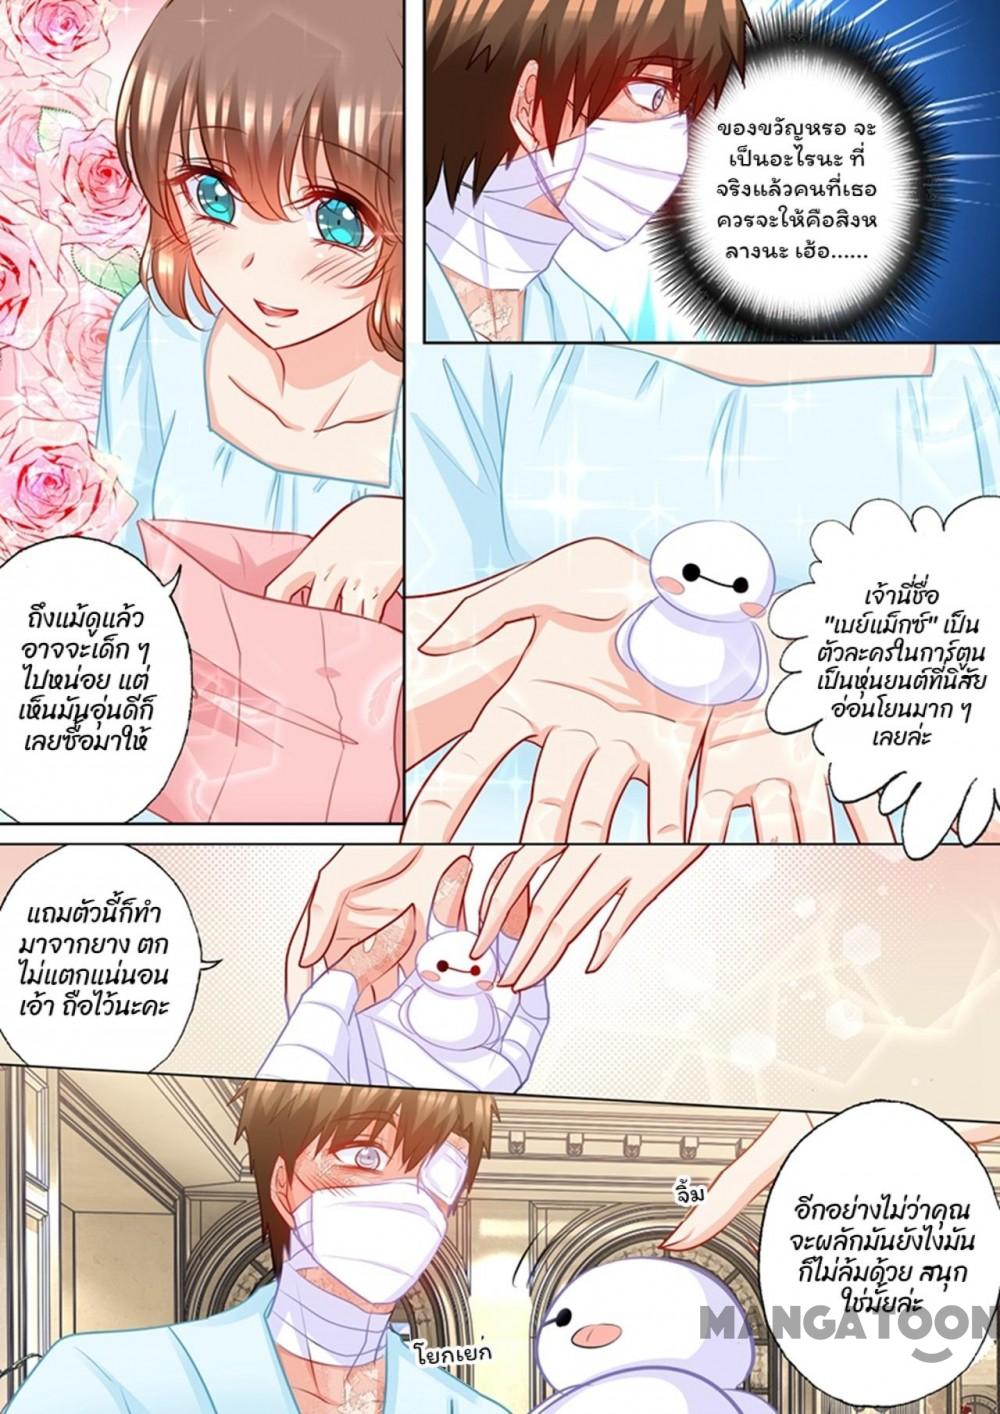 ของขวัญหรอ จะ
เป็นอะไรนะ ที่
จริงแล้วคนที่เธอ
ควรจะให้คือสิงห
ลางนะ เฮ้อ......
ถึงแม้ดูแล้ว
อาจจะเด็ก ๆ
ไปหน่อย แต่
เห็นมันอุ่นดีก็
เลยซื้อมาให้
เจ้านี่ชื่อ
"เบย์แม็กซ์" เป็น
ตัวละครในการ์ตูน
เป็นหุ่นยนต์ที่นิสัย
อ่อนโยนมาก ๆ
เลยล่ะ
แถมตัวนี้ก็ทำ
มาจากยาง ตก
ไม่แตกแน่นอน
เอ้า ถือไว้นะคะ
จิ้ม
อีกอย่างไม่ว่าคุณ
จะผลักมันยังไงมัน
ก็ไม่ล้มด้วย สนุก
ใช่มั้ยล่ะ
โยกเยก
MANGATOON